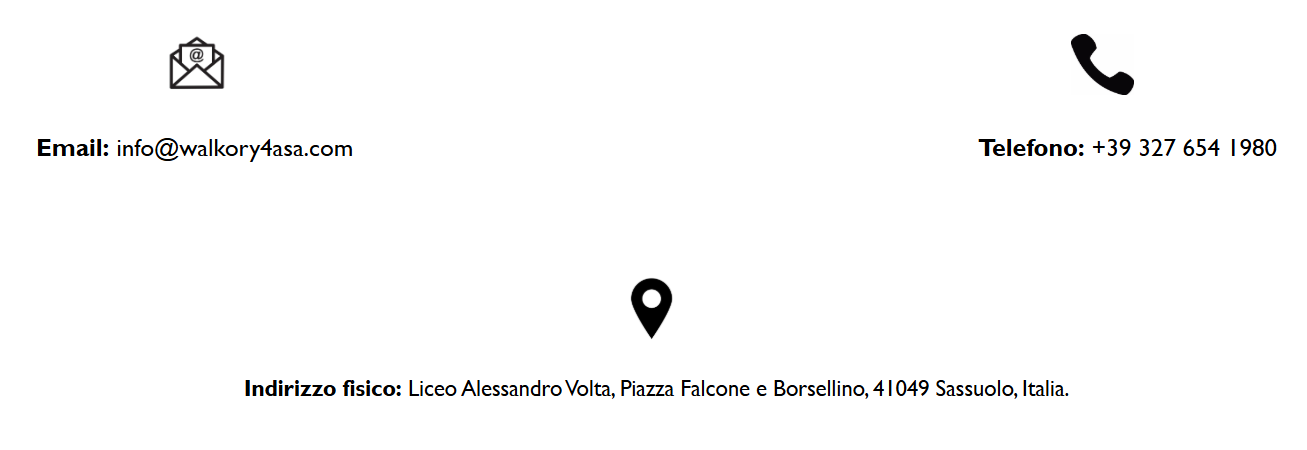 @
Email: info@walkory4asa.com
Telefono: +39 327 654 1980
Indirizzo fisico: Liceo Alessandro Volta, Piazza Falcone e Borsellino, 41049 Sassuolo, Italia.